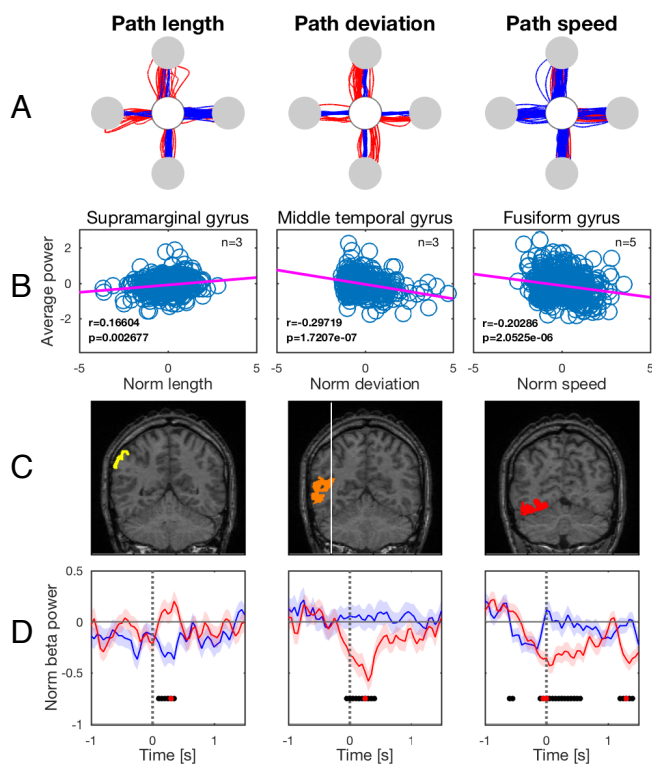 Path length Path deviation Path speed
A
Supramarginal gyrus Middle temporal gyrus Fusiform gyrus
n=3 n=3 n=5
2
0
-2
Average power
B
r=0.16604 r=-0.29719 r=-0.20286
p=0.002677 p=1.7207e-07 p=2.0525e-06
-5 0 5 0 5 0 5
Norm length Norm deviation Norm speed
C
0.5
0
-0.5
-1
Norm beta power
D
-1 0 1 -1 0 1 -1 0 1
Time [s] Time [s] Time [s]